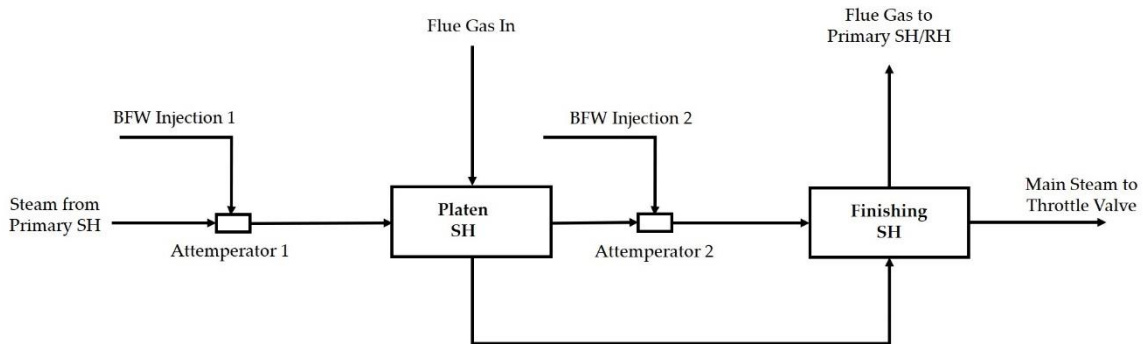 Flue Gas In
Flue Gas to
Primary SH/RH
BFW Injection 1
BFW Injection 2
Steam from
Primary SH
Attemperator 1
Platen
SH
Attemperator 2
Finishing
SH
Main Steam to
Throttle Valve